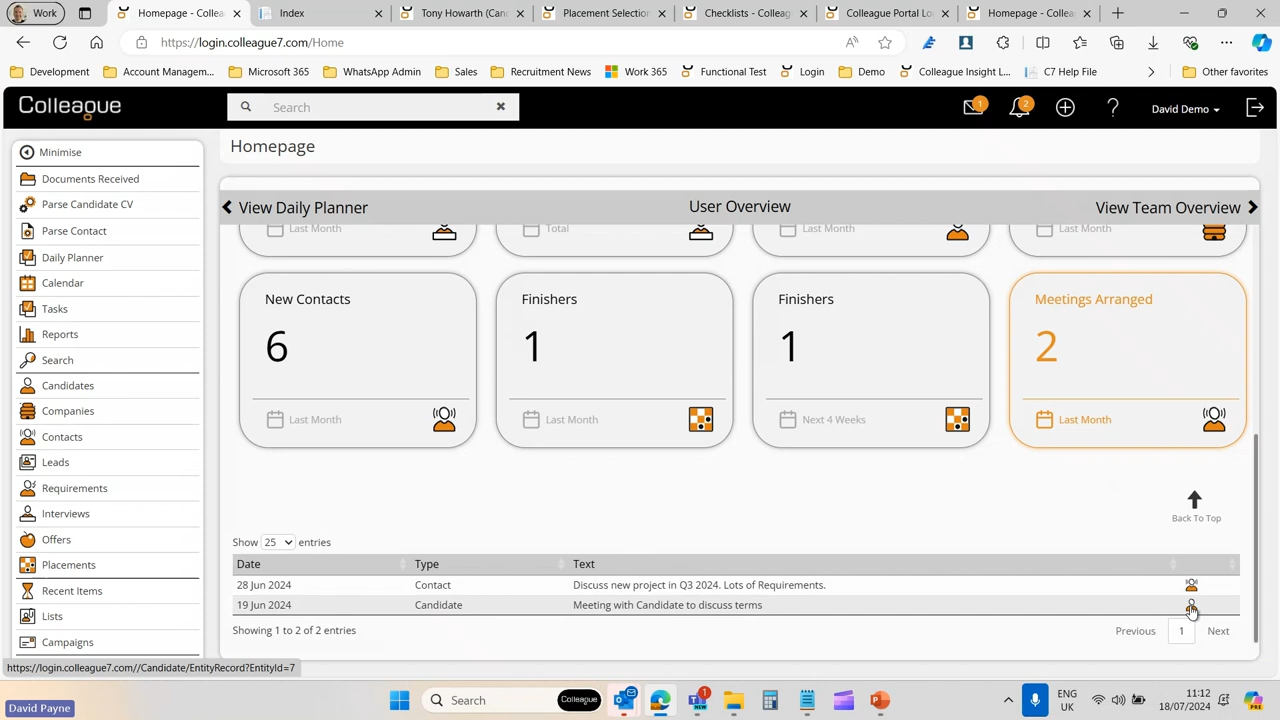 Work
Homepage - Collea
Index
Tony Howarth (Can
Placement Selection
Checklists - Colleag
Colleague Portal Lo
Homepage - Colle
https://login.colleague7.com/Home
Development
Account Managem...
Microsoft 365
WhatsApp Admin
Sales
Recruitment News
Work 365
Functional Test
Login
Demo
Colleague Insight L...
C7 Help File
Other favorites
Colleague
Search
1
2
David Demo
Homepage
Minimise
Documents Received
Parse Candidate CV
Parse Contact
Daily Planner
Calendar
Tasks
Reports
Search
Candidates
Companies
Contacts
Leads
Requirements
Interviews
Offers
Placements
Recent Items
Lists
Campaigns
View Daily Planner
User Overview
View Team Overview
Last Month
Total
Last Month
Last Month
New Contacts
6
Last Month
Finishers
1
Last Month
Finishers
1
Next 4 Weeks
Meetings Arranged
2
Last Month
Back To Top
Show 25 entries
Date Type Text
28 Jun 2024 Contact Discuss new project in Q3 2024. Lots of Requirements.
19 Jun 2024 Candidate Meeting with Candidate to discuss terms
Showing 1 to 2 of 2 entries
Previous 1 Next
https://login.colleague7.com//Candidate/EntityRecord?EntityId=7
David Payne
Search
Colleague
NEW
1
ENG
UK
11:12
18/07/2024
PRE